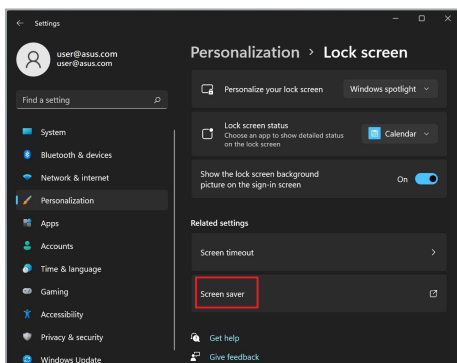 Settings
user@asus.com
user@asus.com
Find a setting
System
Bluetooth & devices
Network & internet
Personalization
Apps
Accounts
Time & language
Gaming
Accessibility
Privacy & security
Windows Update
Personalization > Lock screen
Personalize your lock screen
Windows spotlight
Lock screen status
Choose an app to show detailed status
on the lock screen
Calendar
Show the lock screen background
picture on the sign-in screen
On
Related settings
Screen timeout
Screen saver
Get help
Give feedback